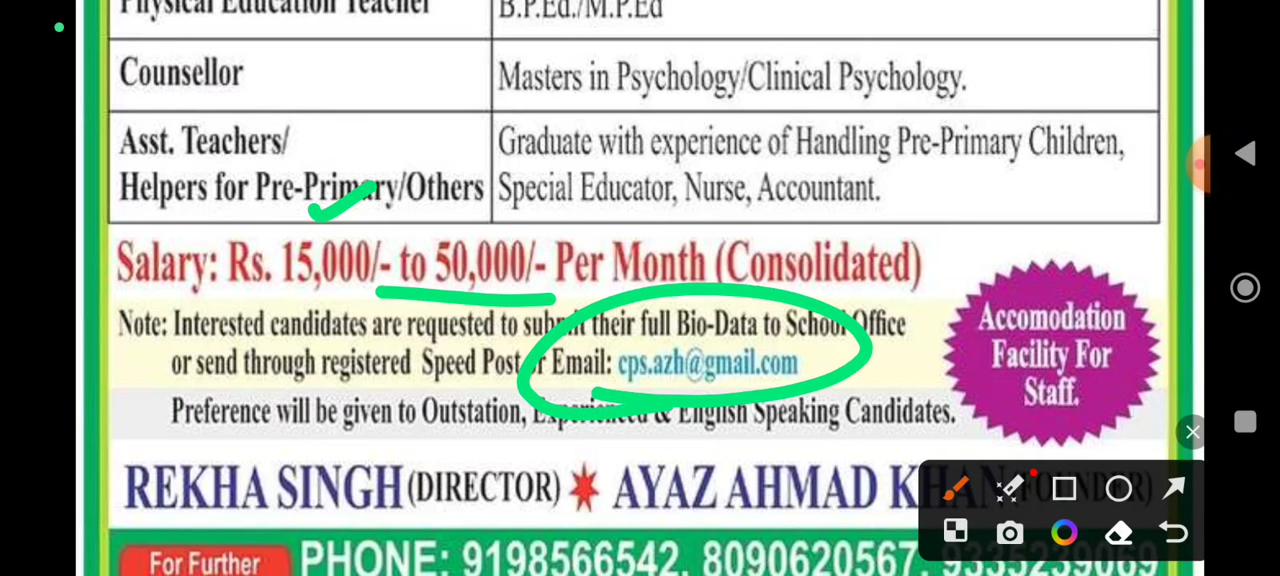 Physical Education Teacher B.P.Ed./M.P.Ed
Counsellor Masters in Psychology/Clinical Psychology.
Asst. Teachers/ Graduate with experience of Handling Pre-Primary Children,
Helpers for Pre-Primary/Others Special Educator, Nurse, Accountant.
Salary: Rs. 15,000/- to 50,000/- Per Month (Consolidated)
Note: Interested candidates are requested to submit their full Bio-Data to School Office
or send through registered Speed Post or Email: cps.azh@gmail.com
Preference will be given to Outstation, Experienced & English Speaking Candidates.
Accomodation
Facility For
Staff.
REKHA SINGH (DIRECTOR) AYAZ AHMAD KHAN (FOUNDER)
For Further PHONE: 9198566542, 8090620567, 9335239069